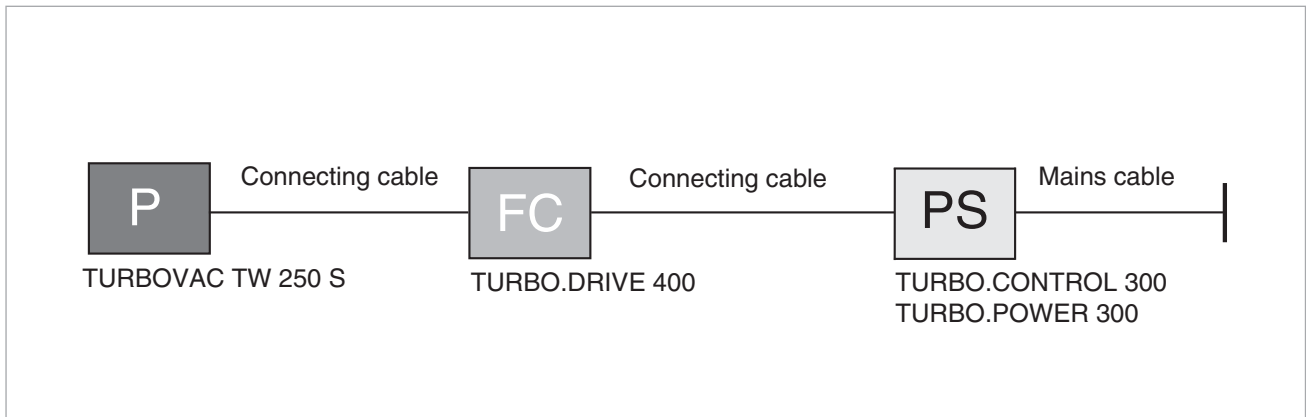 P
Connecting cable
FC
Connecting cable
PS
Mains cable
TURBOVAC TW 250 S
TURBO.DRIVE 400
TURBO.CONTROL 300
TURBO.POWER 300